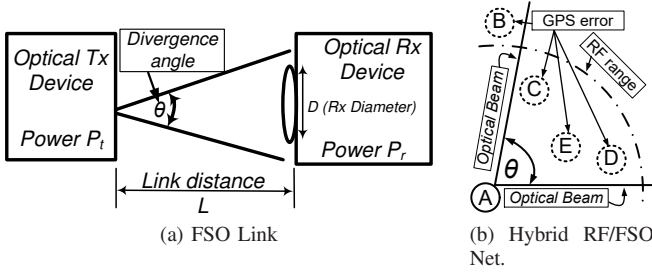 Optical Tx
Device
Power Pt
Divergence
angle
θ
D (Rx Diameter)
Optical Rx
Device
Power Pr
Link distance
L
(a) FSO Link
B
GPS error
RF range
C
Optical Beam
E
D
θ
A
Optical Beam
(b) Hybrid RF/FSO
Net.